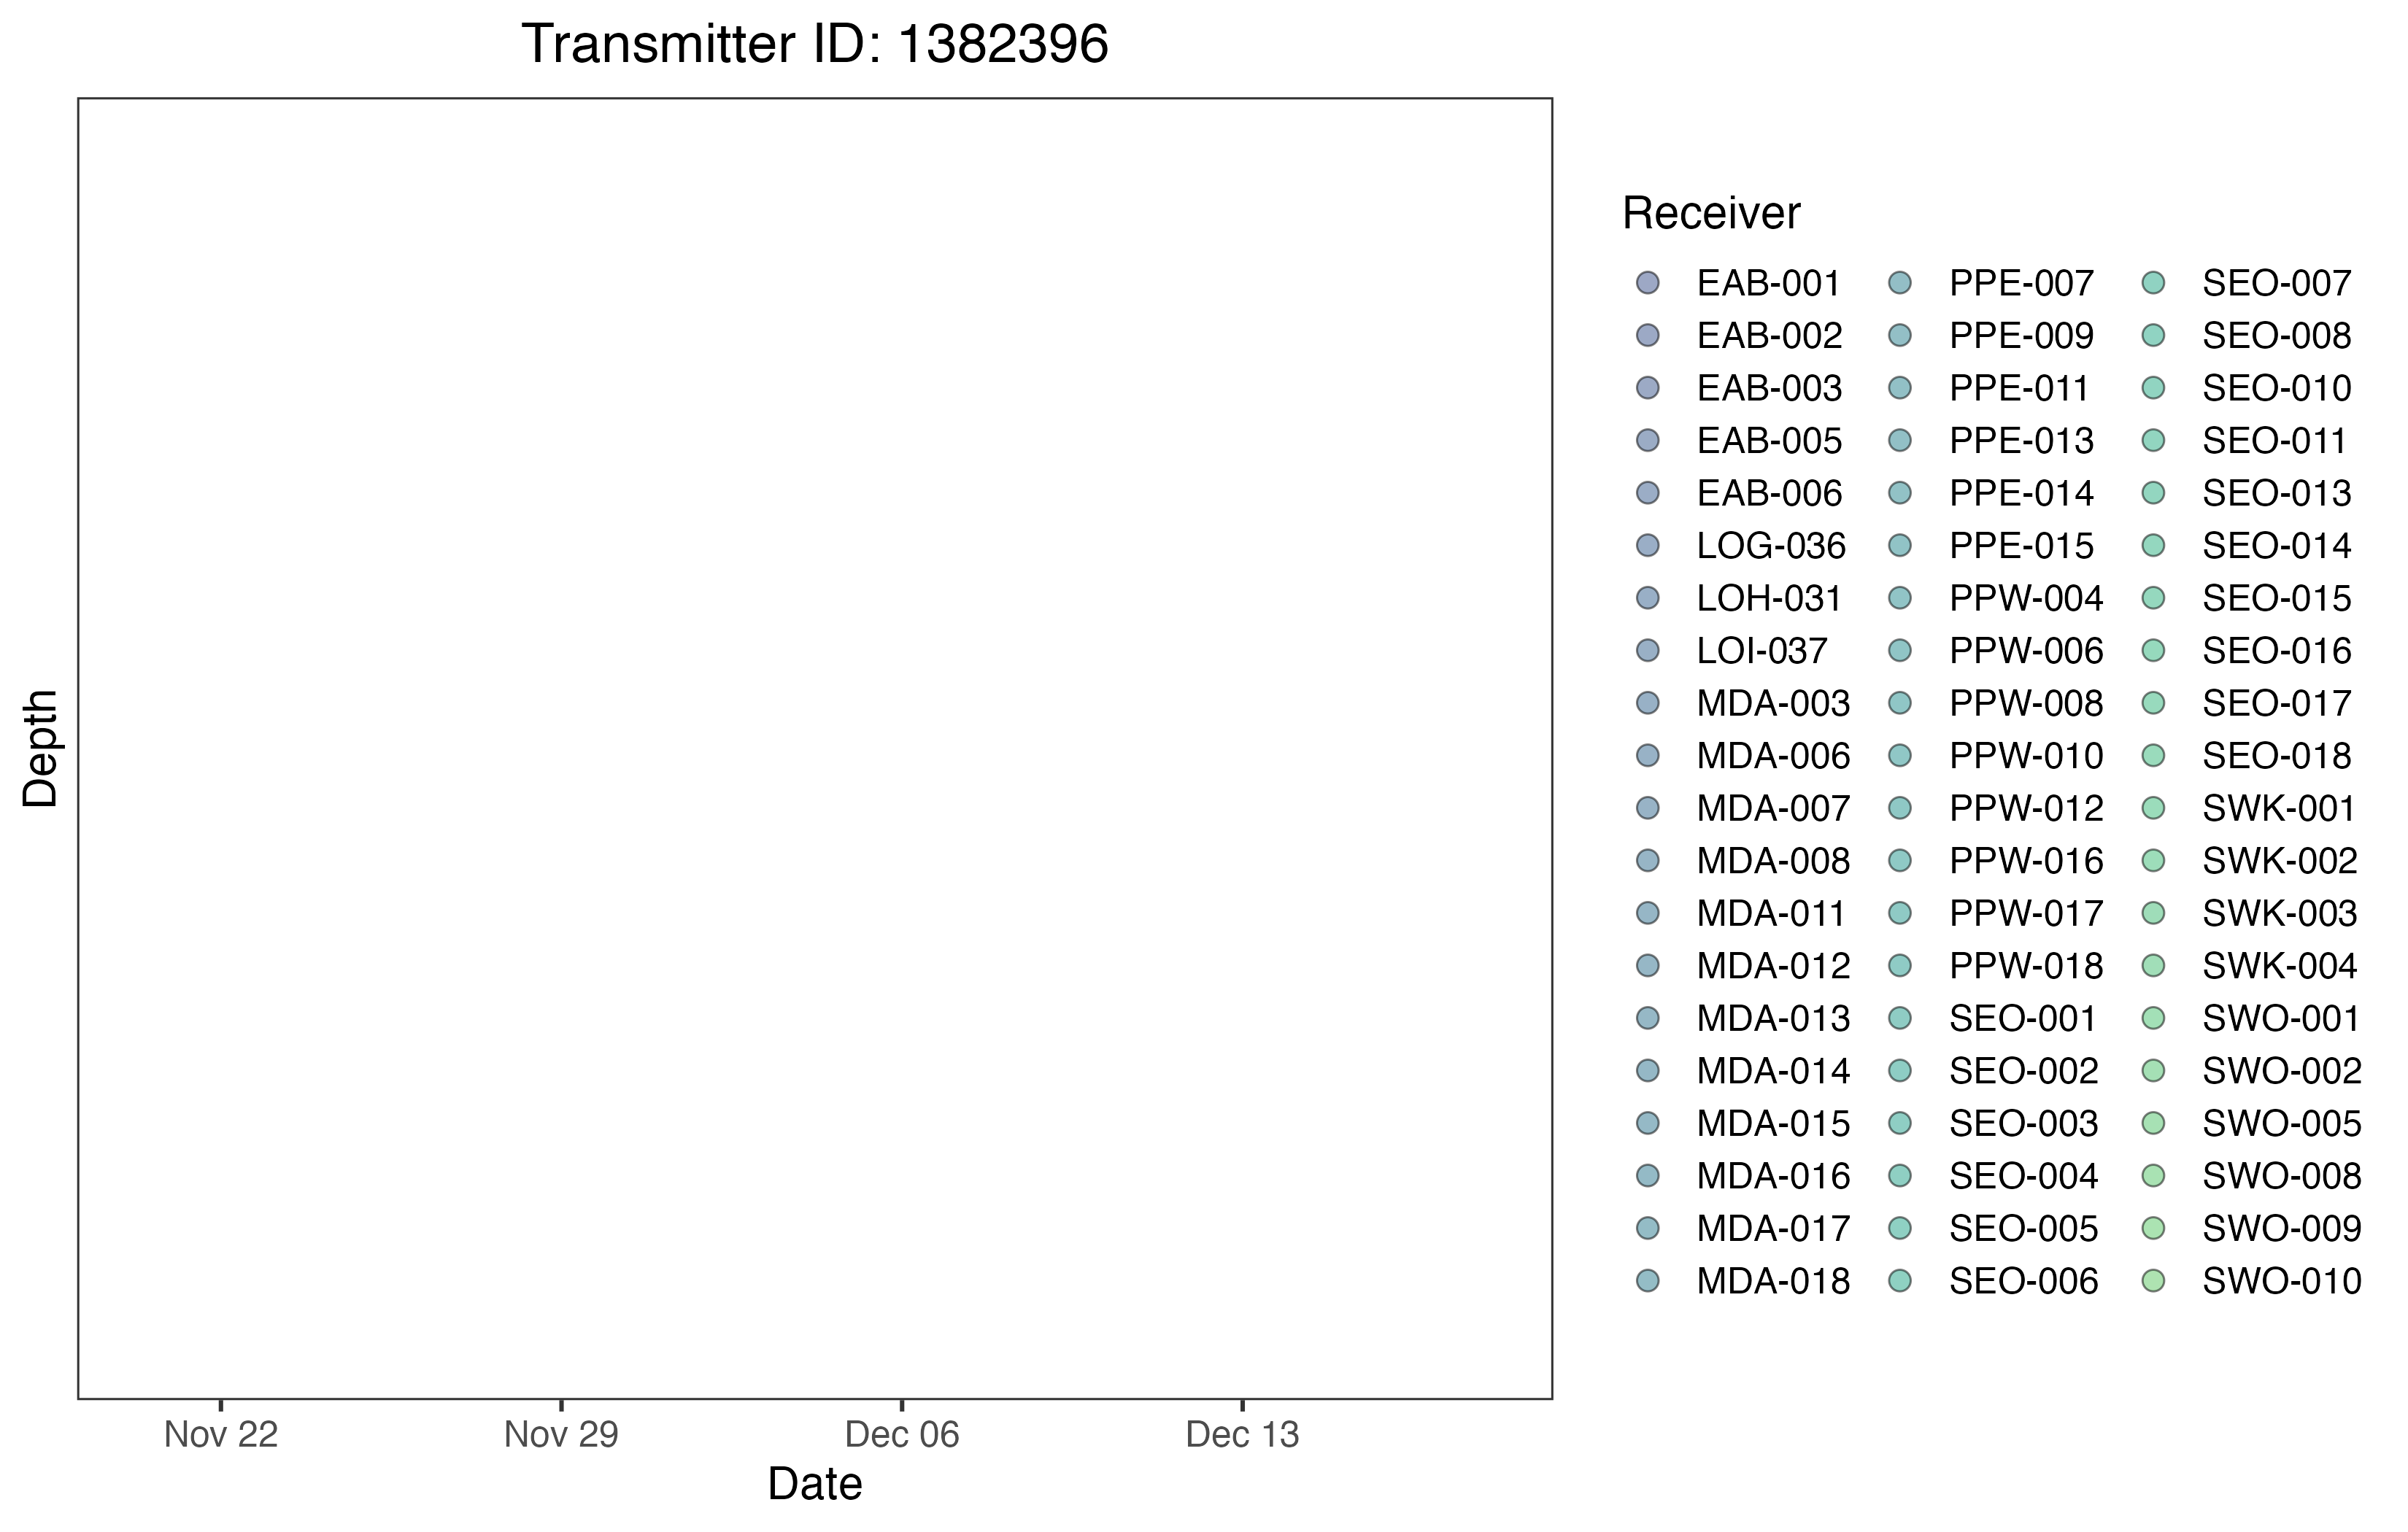 Transmitter ID: 1382396
Depth
Nov 22 Nov 29 Dec 06 Dec 13
Date
Receiver
EAB-001 PPE-007 SEO-007
EAB-002 PPE-009 SEO-008
EAB-003 PPE-011 SEO-010
EAB-005 PPE-013 SEO-011
EAB-006 PPE-014 SEO-013
LOG-036 PPE-015 SEO-014
LOH-031 PPW-004 SEO-015
LOI-037 PPW-006 SEO-016
MDA-003 PPW-008 SEO-017
MDA-006 PPW-010 SEO-018
MDA-007 PPW-012 SWK-001
MDA-008 PPW-016 SWK-002
MDA-011 PPW-017 SWK-003
MDA-012 PPW-018 SWK-004
MDA-013 SEO-001 SWO-001
MDA-014 SEO-002 SWO-002
MDA-015 SEO-003 SWO-005
MDA-016 SEO-004 SWO-008
MDA-017 SEO-005 SWO-009
MDA-018 SEO-006 SWO-010